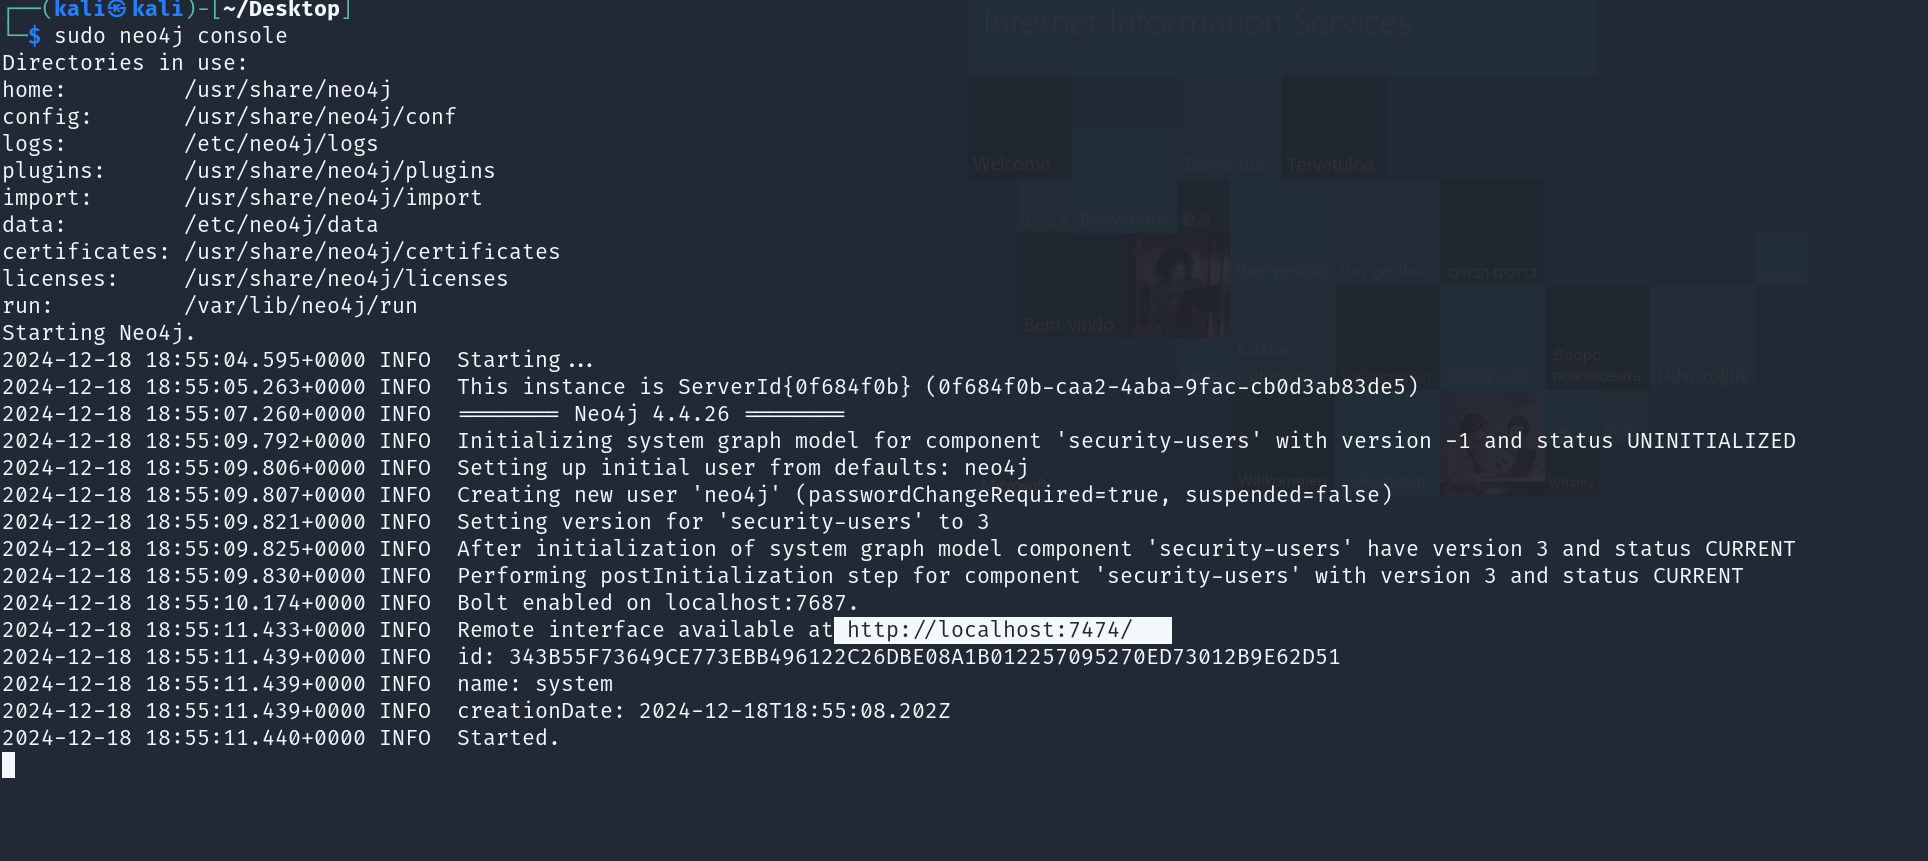 ┌──(kali㉿kali)-[~/Desktop]
└─$ sudo neo4j console
Directories in use:
home:         /usr/share/neo4j
config:       /usr/share/neo4j/conf
logs:         /etc/neo4j/logs
plugins:      /usr/share/neo4j/plugins
import:       /usr/share/neo4j/import
data:         /etc/neo4j/data
certificates: /usr/share/neo4j/certificates
licenses:     /usr/share/neo4j/licenses
run:          /var/lib/neo4j/run
Starting Neo4j.
2024-12-18 18:55:04.595+0000 INFO  Starting...
2024-12-18 18:55:05.263+0000 INFO  This instance is ServerId{0f684f0b} (0f684f0b-caa2-4aba-9fac-cb0d3ab83de5)
2024-12-18 18:55:07.260+0000 INFO  ======== Neo4j 4.4.26 ========
2024-12-18 18:55:09.792+0000 INFO  Initializing system graph model for component 'security-users' with version -1 and status UNINITIALIZED
2024-12-18 18:55:09.806+0000 INFO  Setting up initial user from defaults: neo4j
2024-12-18 18:55:09.807+0000 INFO  Creating new user 'neo4j' (passwordChangeRequired=true, suspended=false)
2024-12-18 18:55:09.821+0000 INFO  Setting version for 'security-users' to 3
2024-12-18 18:55:09.825+0000 INFO  After initialization of system graph model component 'security-users' have version 3 and status CURRENT
2024-12-18 18:55:09.830+0000 INFO  Performing postInitialization step for component 'security-users' with version 3 and status CURRENT
2024-12-18 18:55:10.174+0000 INFO  Bolt enabled on localhost:7687.
2024-12-18 18:55:11.433+0000 INFO  Remote interface available at http://localhost:7474/
2024-12-18 18:55:11.439+0000 INFO  id: 343B55F73649CE773EBB496122C26DBE08A1B012257095270ED73012B9E62D51
2024-12-18 18:55:11.439+0000 INFO  name: system
2024-12-18 18:55:11.439+0000 INFO  creationDate: 2024-12-18T18:55:08.202Z
2024-12-18 18:55:11.440+0000 INFO  Started.
Internet Information Services
Welcome
Bienvenue
Tervetuloa
Benvenuto
Bienvenido
Hoş geldiniz
ברוכים הבאים
Bem-vindo
Καλώς
Добро
пожаловать
Üdvözöljük
Willkommen
Witamy